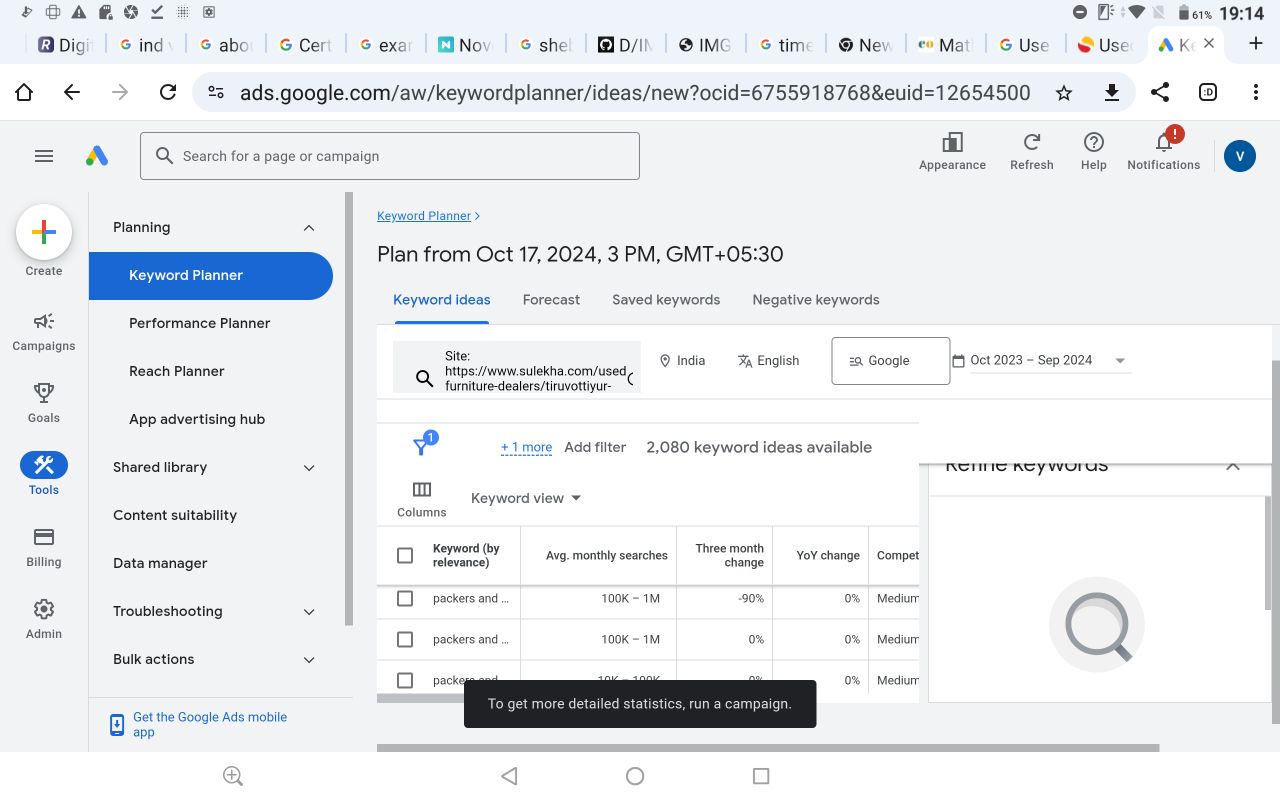 61% 19:14
Digi
ind v
abo
Cert
exar
Nov
sheb
D/IM
IMG
time
New
Mat
Use
Used
Ke
ads.google.com/aw/keywordplanner/ideas/new?ocid=6755918768&euid=12654500
:D
Search for a page or campaign
Appearance
Refresh
Help
!
Notifications
V
Create
Campaigns
Goals
Tools
Billing
Admin
Planning
Keyword Planner
Performance Planner
Reach Planner
App advertising hub
Shared library
Content suitability
Data manager
Troubleshooting
Bulk actions
Get the Google Ads mobile
app
Keyword Planner
Plan from Oct 17, 2024, 3 PM, GMT+05:30
Keyword ideas Forecast Saved keywords Negative keywords
Site:
https://www.sulekha.com/used
furniture-dealers/tiruvottiyur-
India English Google Oct 2023 – Sep 2024
1
+ 1 more Add filter 2,080 keyword ideas available
Refine keywords
Columns
Keyword view
Keyword (by
relevance)
Avg. monthly searches
Three month
change
YoY change
Compet
packers and ... 100K – 1M -90% 0% Medium
packers and ... 100K – 1M 0% 0% Medium
packers and 10K – 100K 0% 0% Medium
To get more detailed statistics, run a campaign.